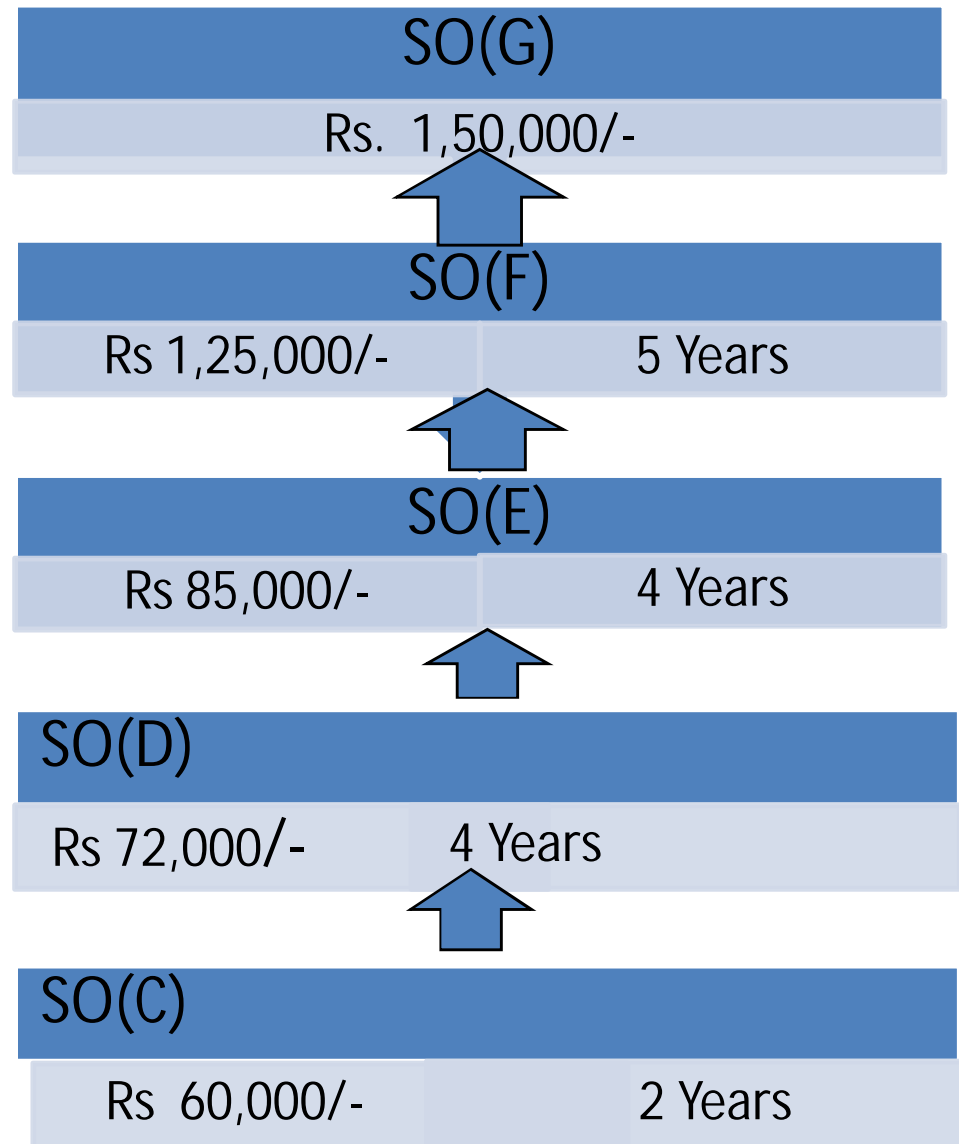 SO(G)
Rs. 1,50,000/-
SO(F)
Rs 1,25,000/- 5 Years
SO(E)
Rs 85,000/- 4 Years
SO(D)
Rs 72,000/- 4 Years
SO(C)
Rs 60,000/- 2 Years